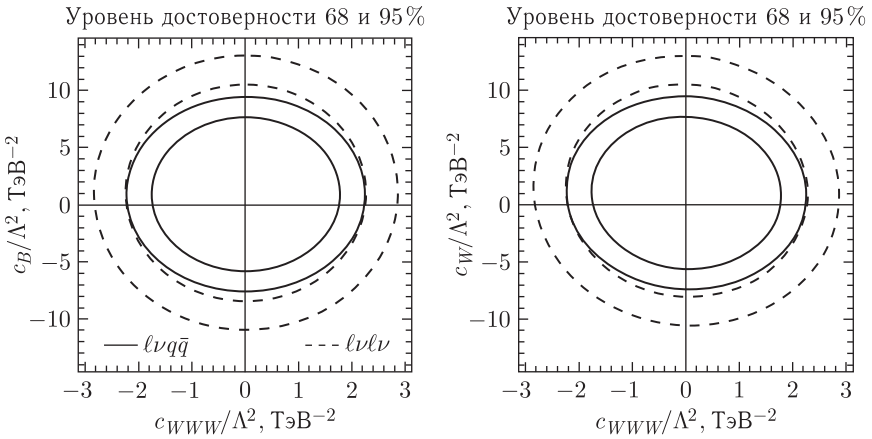 Уровень достоверности 68 и 95%
10
5
0
−5
−10
c_B/Λ², ТэВ⁻²
ℓνqq̄
ℓνℓν
−3 −2 −1 0 1 2 3
c_WWW/Λ², ТэВ⁻²
Уровень достоверности 68 и 95%
10
5
0
−5
−10
c_W/Λ², ТэВ⁻²
−3 −2 −1 0 1 2 3
c_WWW/Λ², ТэВ⁻²